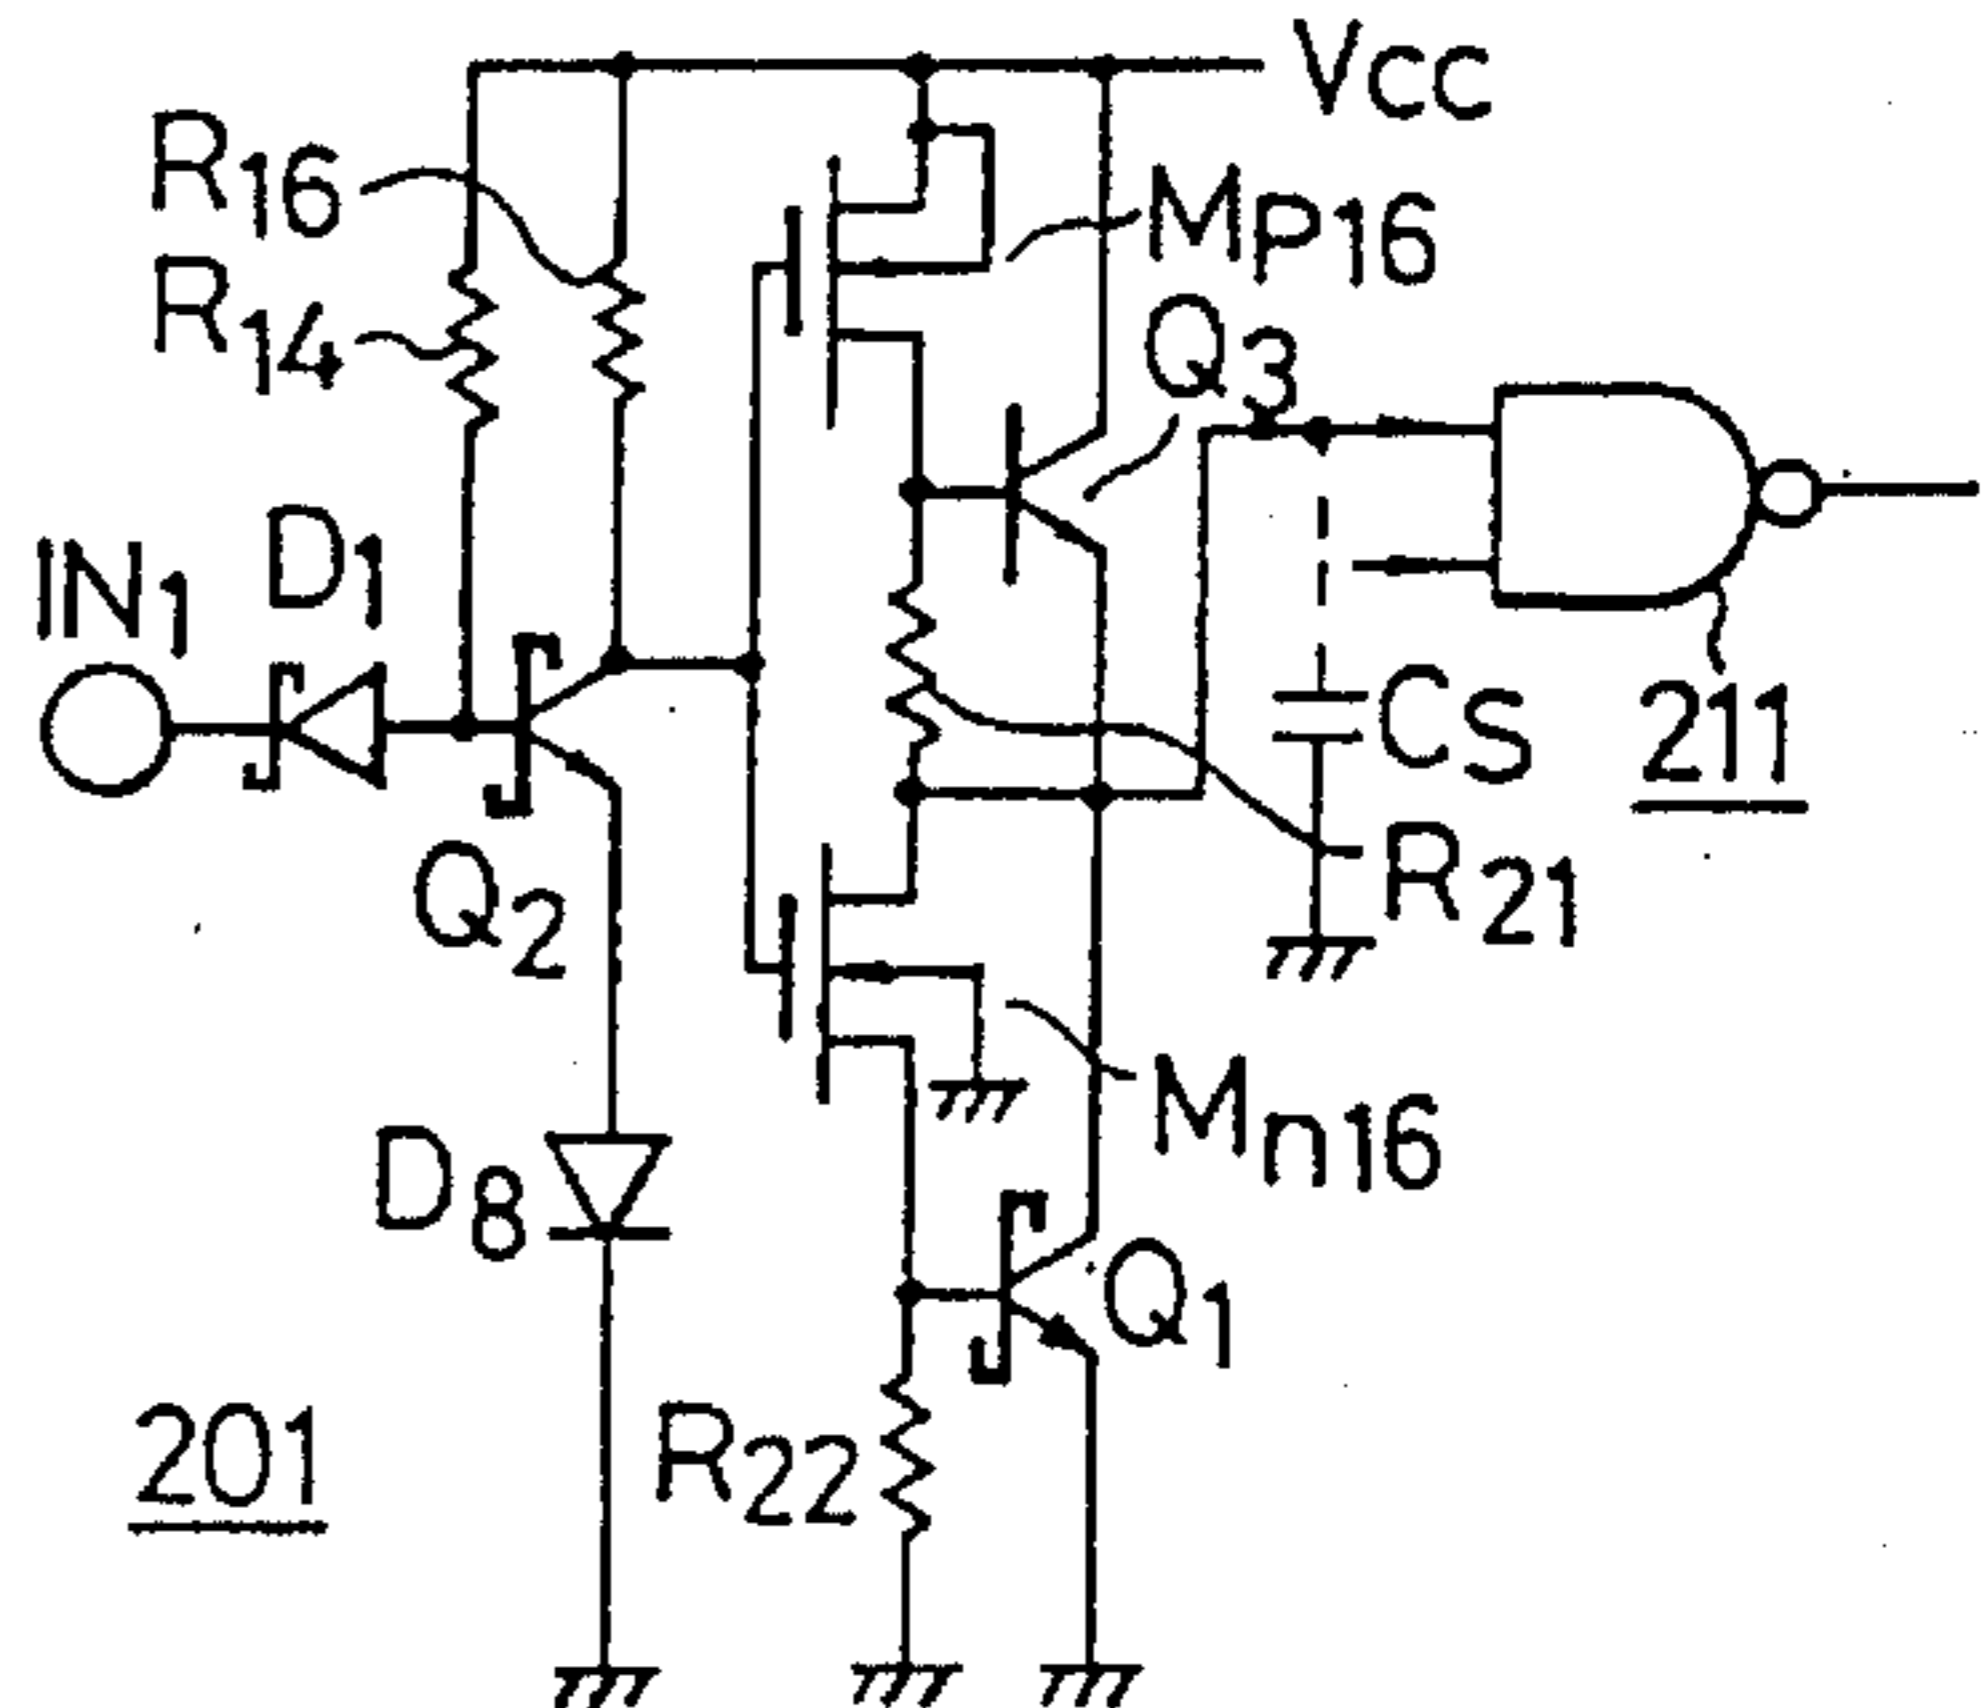 Vcc
R16
MP16
R14
Q3
IN1
D1
Cs
211
Q2
R21
Mn16
D8
Q1
R22
201